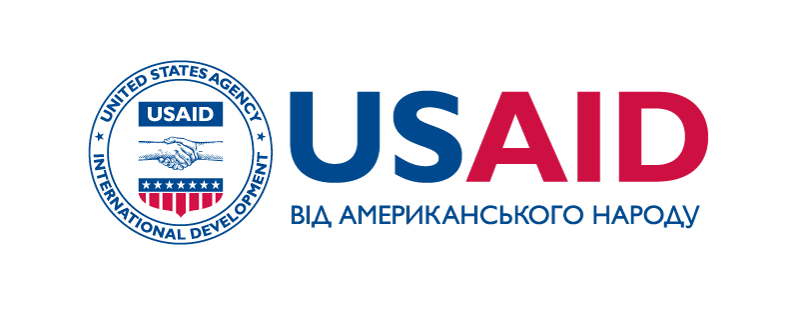 UNITED STATES AGENCY
USAID
INTERNATIONAL DEVELOPMENT
USAID
ВІД АМЕРИКАНСЬКОГО НАРОДУ